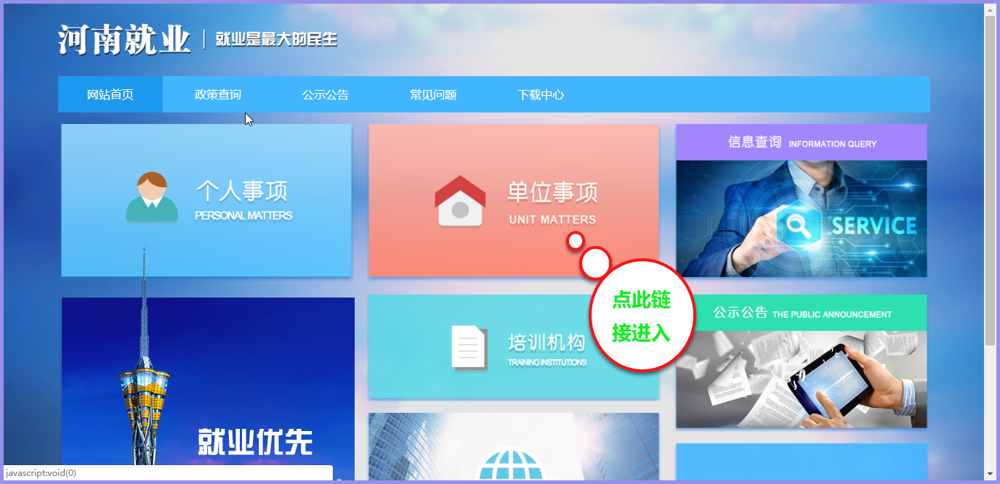 河南就业 | 就业是最大的民生
网站首页 政策查询 公示公告 常见问题 下载中心
个人事项
PERSONAL MATTERS
单位事项
UNIT MATTERS
信息查询 INFORMATION QUERY
SERVICE
search completed
点此链
接进入
培训机构
TRAINING INSTITUTIONS
公示公告 THE PUBLIC ANNOUNCEMENT
就业优先
javascript:void(0)